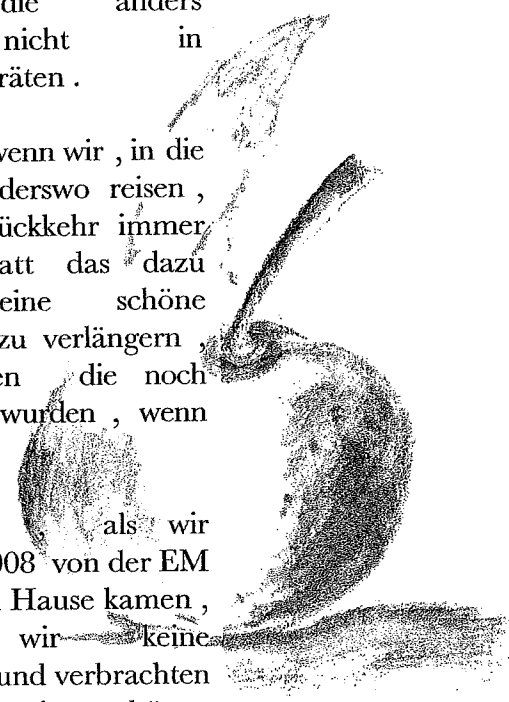 die anders
nicht in
räten .
wenn wir , in die
derswo reisen ,
ückkehr immer
att das dazu
eine schöne
zu verlängern ,
en die noch
wurden , wenn
, als wir
008 von der EM
Hause kamen ,
wir keine
und verbrachten